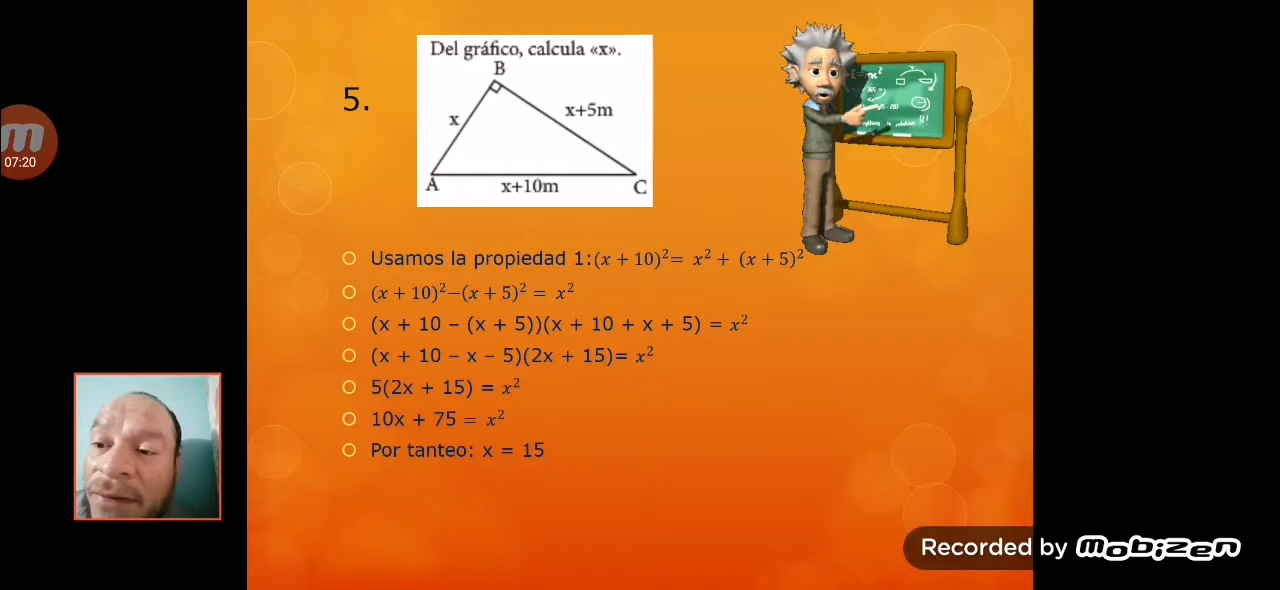 Del gráfico, calcula «x».
5.
B
x
x+5m
A
x+10m
C
07:20
Usamos la propiedad 1:(x + 10)²= x² + (x + 5)²
(x + 10)²−(x + 5)² = x²
(x + 10 – (x + 5))(x + 10 + x + 5) = x²
(x + 10 – x – 5)(2x + 15)= x²
5(2x + 15) = x²
10x + 75 = x²
Por tanteo: x = 15
Recorded by mobizen